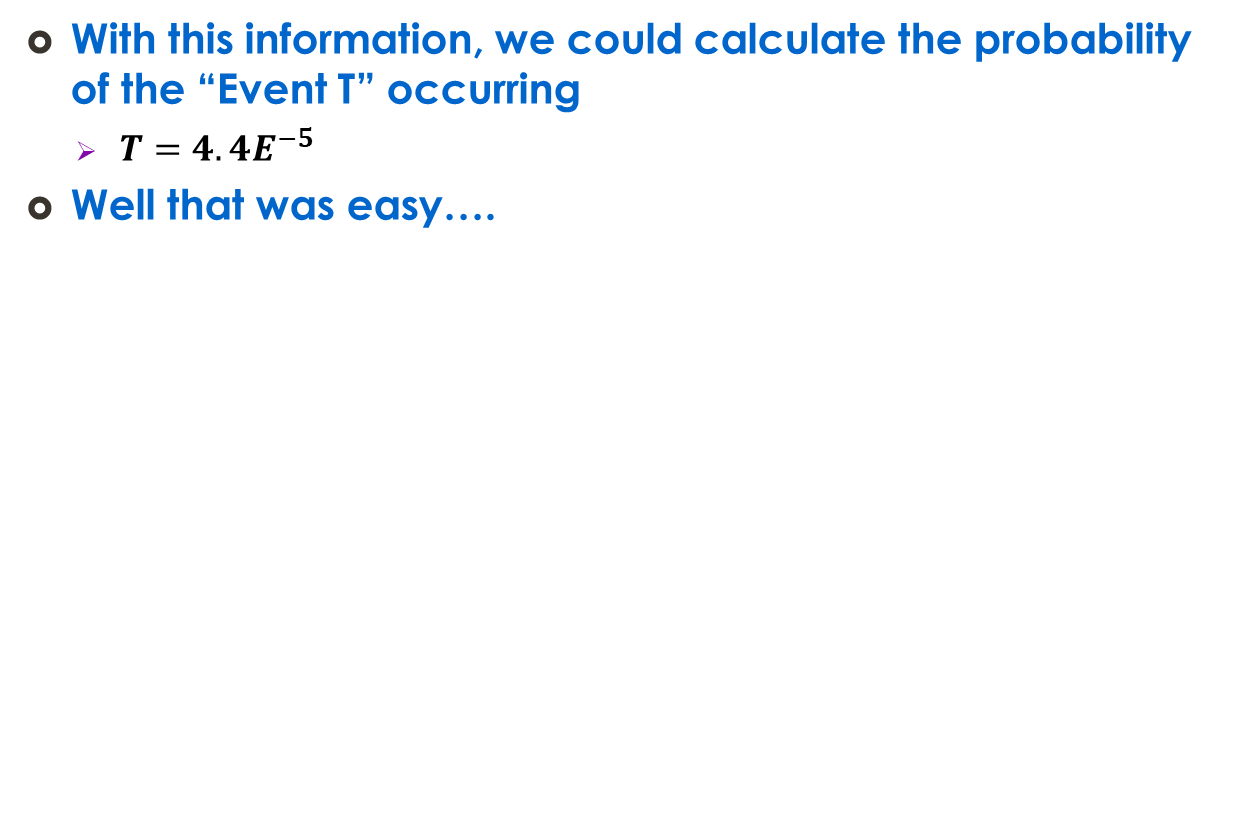 With this information, we could calculate the probability
of the “Event T” occurring
T = 4.4E⁻⁵
Well that was easy….